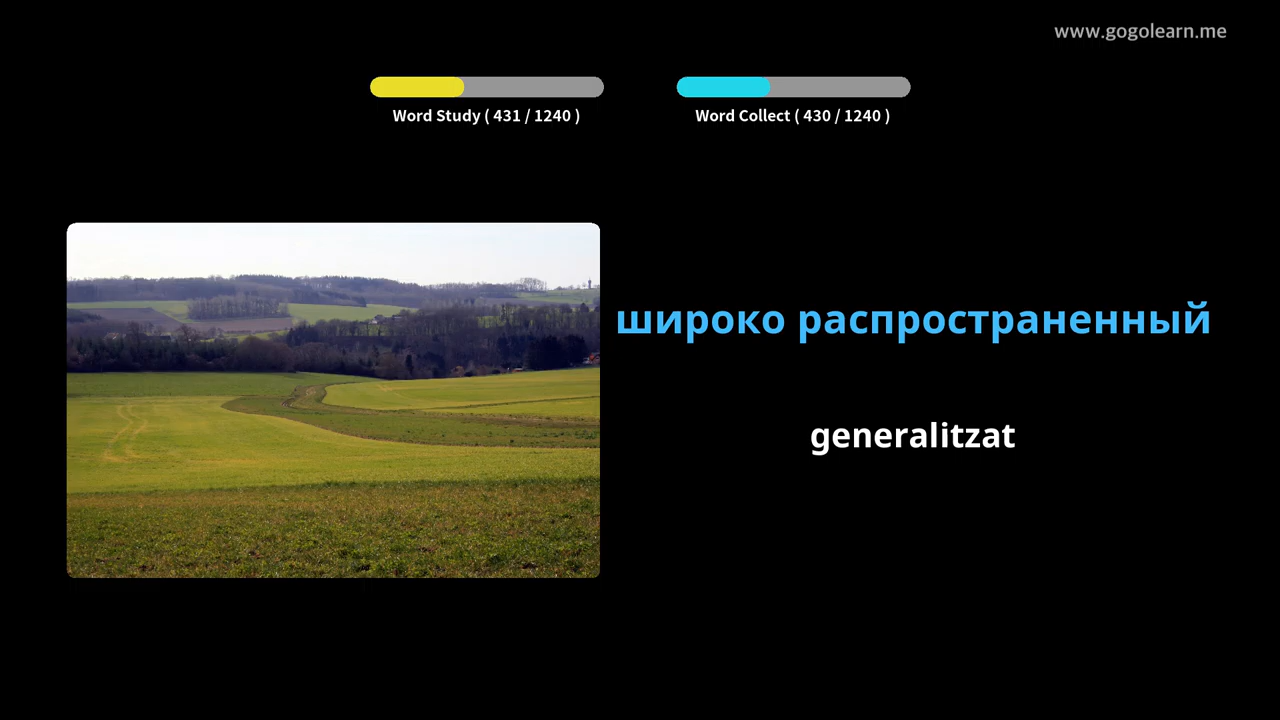 www.gogolearn.me
Word Study ( 431 / 1240 )
Word Collect ( 430 / 1240 )
широко распространенный
generalitzat